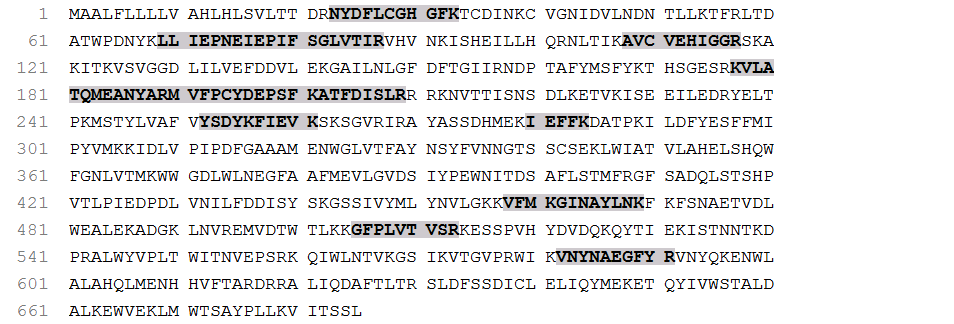 1 MAALFLLLLV AHLHLSVLTT DRNYDFLCGH GFKTCDINKC VGNIDVLNDN TLLKTFRLTD
61 ATWPDNYKLL IEPNEIEPIF SGLVTIRVHV NKISHEILLH QRNLTIKAVC VEHIGGRSKA
121 KITKVSVGGD LILVEFDDVL EKGAILNLGF DFTGIIRNDP TAFYMSFYKT HSGESRKVLA
181 TQMEANYARM VFPCYDEPSF KATFDISLRR RKNVTTISNS DLKETVKISE EILEDRYELT
241 PKMSTYLVAF VYSDYKFIEV KSKSGVRIRA YASSDHMEKI EFFKDATPKI LDFYESFFMI
301 PYVMKKIDLV PIPDFGAAAM ENWGLVTFAY NSYFVNNGTS SCSEKLWIAT VLAHELSHQW
361 FGNLVTMKWW GDLWLNEGFA AFMEVLGVDS IYPEWNITDS AFLSTMFRGF SADQLSTSHP
421 VTLPIEDPDL VNILFDDISY SKGSSIVYML YNVLGKKVFM KGINAYLNKF KFSNAETVDL
481 WEALEKADGK LNVREMVDTW TLKKGFPLVT VSRKESSPVH YDVDQKQYTI EKISTNNTKD
541 PRALWYVPLT WITNVEPSRK QIWLNTVKGS IKVTGVPRWI KVNYNAEGFY RVNYQKENWL
601 ALAHQLMENH HVFTARDRRA LIQDAFTLTR SLDFSSDICL ELIQYMEKET QYIVWSTALD
661 ALKEWVEKLM WTSAYPLLKV ITSSL